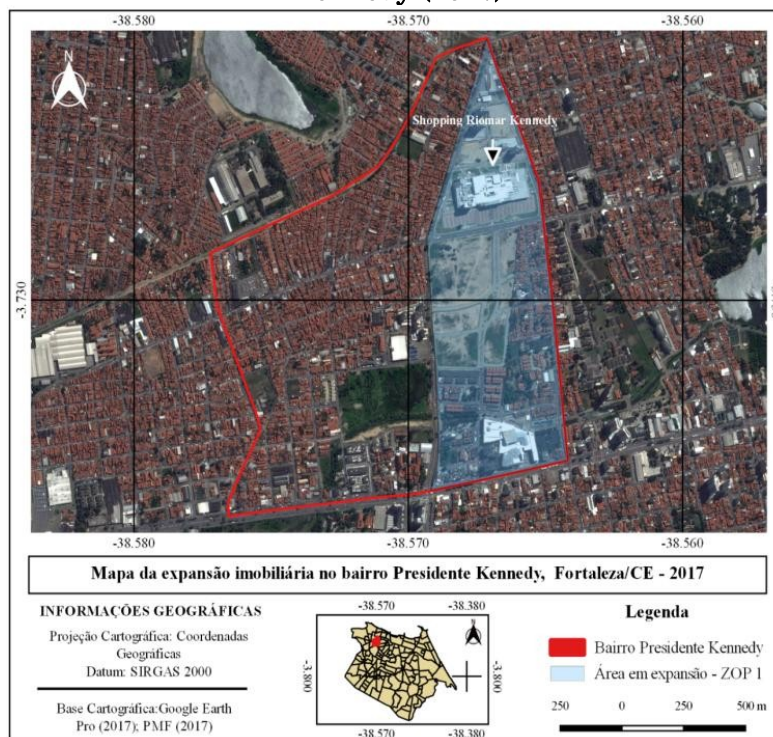 -38.580 -38.570 -38.560
Shopping Riomar Kennedy
-3.730
-38.580 -38.570 -38.560
Mapa da expansão imobiliária no bairro Presidente Kennedy, Fortaleza/CE - 2017
INFORMAÇÕES GEOGRÁFICAS
Projeção Cartográfica: Coordenadas
Geográficas
Datum: SIRGAS 2000
Base Cartográfica:Google Earth
Pro (2017); PMF (2017)
-38.570 -38.380
-3.800
-3.800
-38.570 -38.380
Legenda
Bairro Presidente Kennedy
Área em expansão - ZOP 1
250 0 250 500 m